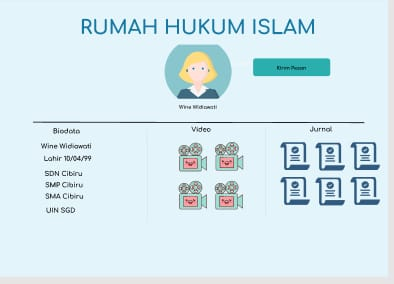 RUMAH HUKUM ISLAM
Kirim Pesan
Wine Widiawati
Biodata
Wine Widiawati
Lahir 10/04/99
SDN Cibiru
SMP Cibiru
SMA Cibiru
UIN SGD
Video
Jurnal